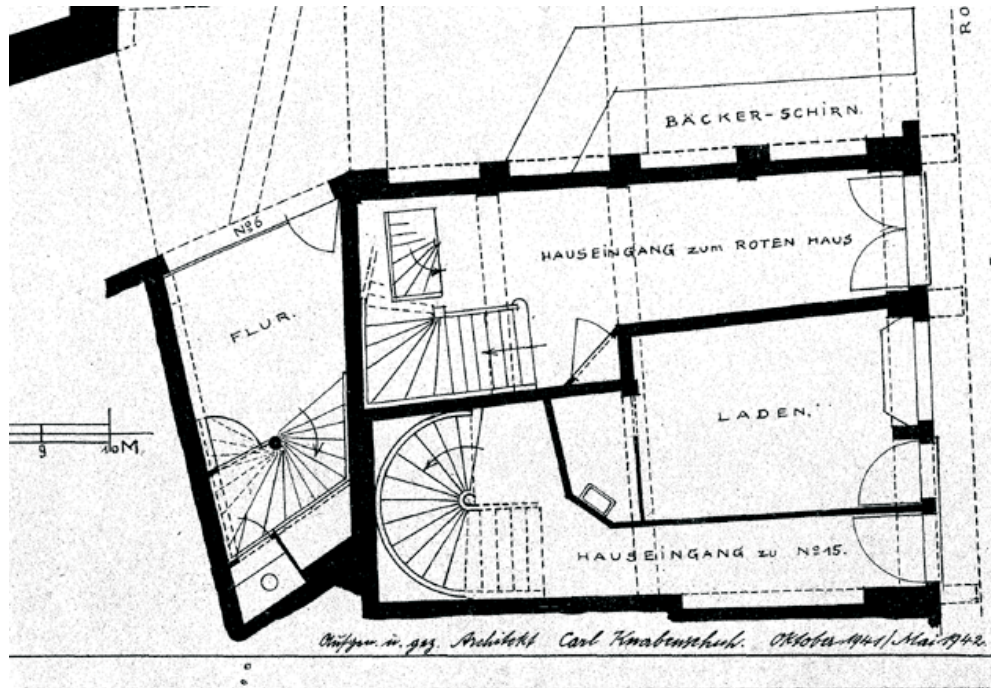 RO
BÄCKER-SCHIRN.
No 6
HAUSEINGANG zum ROTEN HAUS
FLUR.
LADEN.
9 10M.
HAUSEINGANG zu No 15.
Aufgen. u. gez. Architekt Carl Knabenschuh. Oktober 1941/Mai 1942.